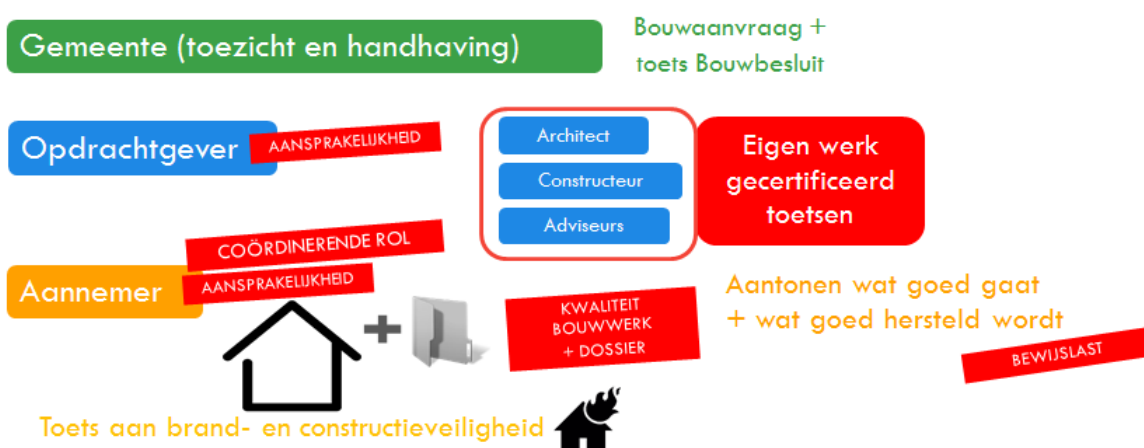 Gemeente (toezicht en handhaving)
Bouwaanvraag +
toets Bouwbesluit
Opdrachtgever
AANSPRAKELIJKHEID
Architect
Constructeur
Adviseurs
Eigen werk
gecertificeerd
toetsen
COÖRDINERENDE ROL
Aannemer
AANSPRAKELIJKHEID
KWALITEIT
BOUWWERK
+ DOSSIER
Aantonen wat goed gaat
+ wat goed hersteld wordt
BEWIJSLAST
Toets aan brand- en constructieveiligheid